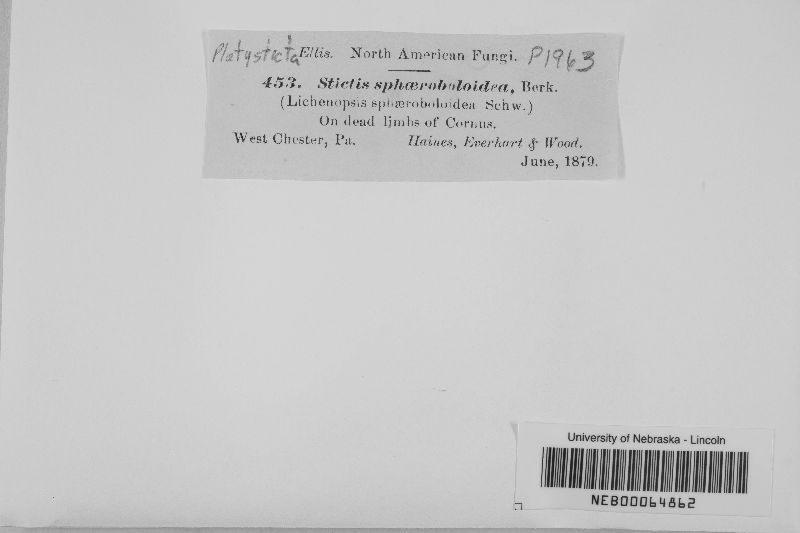 Platysticta Ellis. North American Fungi. P1963
453. Stictis sphæroboloidea, Berk.
(Lichenopsis sphæroboloidea Schw.)
On dead limbs of Cornus.
West Chester, Pa. Haines, Everhart & Wood.
June, 1879.
University of Nebraska - Lincoln
NEB00064862